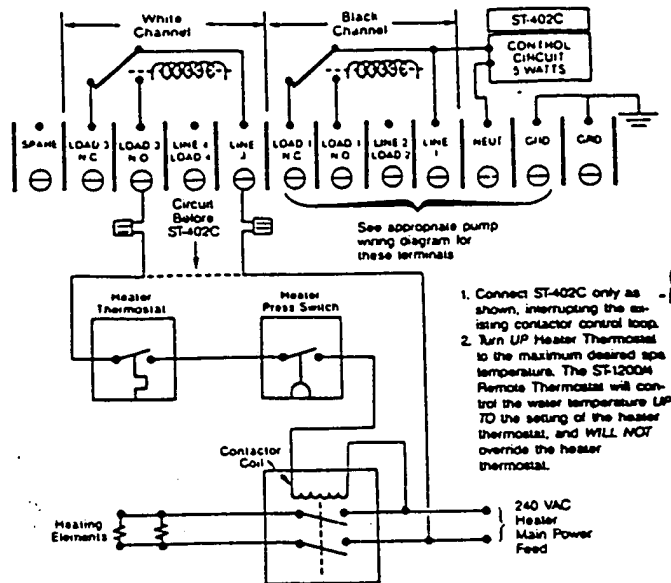 White
Channel
Black
Channel
ST-402C
CONTROL
CIRCUIT
5 WATTS
SPARE
LOAD 3
N C
LOAD 3
N O
LINE 4
LOAD 4
LINE
3
LOAD 1
N C
LOAD 1
N O
LINE 2
LOAD 2
LINE
1
NEUT
GND
GRD
Circuit
Before
ST-402C
See appropriate pump
wiring diagram for
these terminals
Heater
Thermostat
Heater
Press Switch
1. Connect ST-402C only as
shown, interrupting the ex-
isting contactor control loop.
2. Turn UP Heater Thermostat
to the maximum desired spa
temperature. The ST-1200/4
Remote Thermostat will con-
trol the water temperature UP
TO the setting of the heater
thermostat, and WILL NOT
override the heater
thermostat.
Contactor
Coil
Heating
Elements
240 VAC
Heater
Main Power
Feed